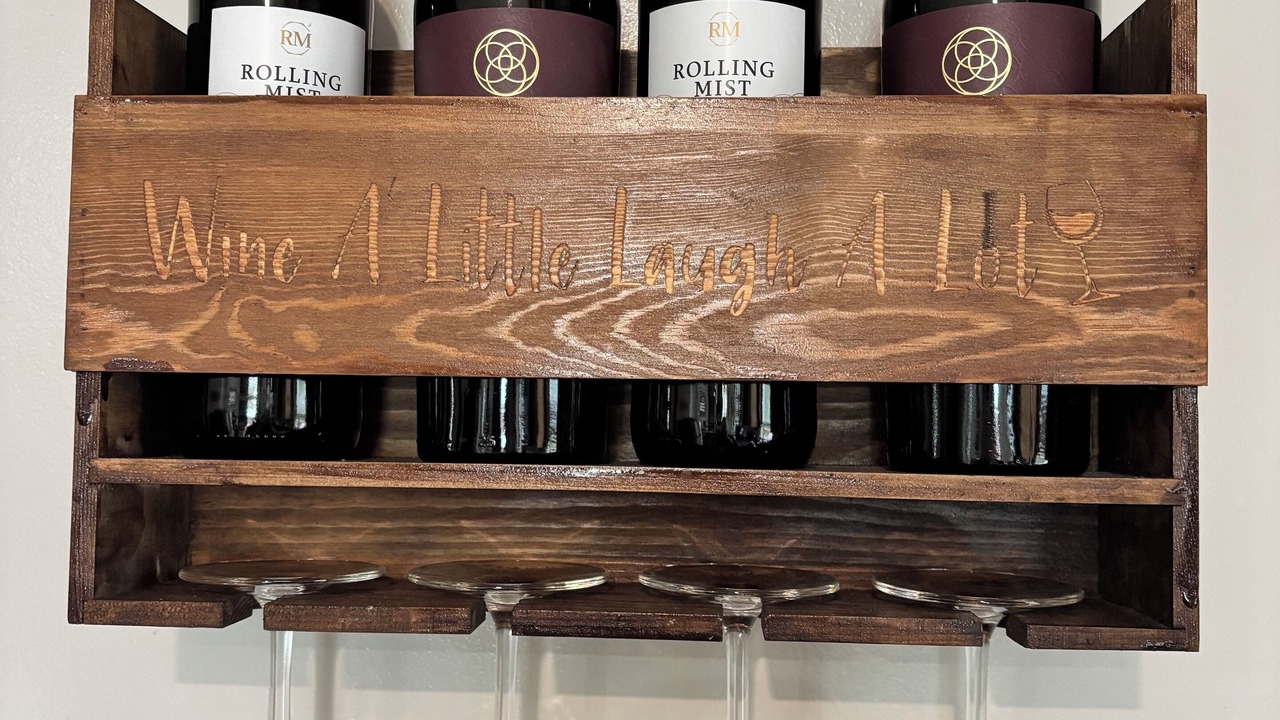 RM
ROLLING
MIST
RM
ROLLING
MIST
Wine A Little Laugh A Lot